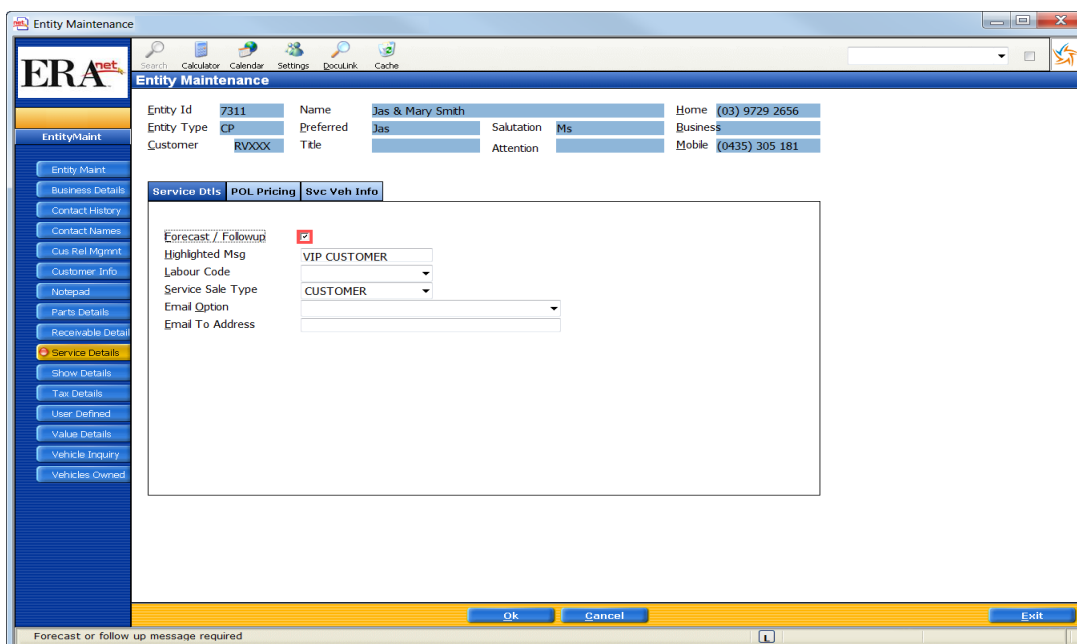 Entity Maintenance
ERAnet
Search Calculator Calendar Settings DocuLink Cache
Entity Maintenance
Entity Id 7311 Name Jas & Mary Smith Home (03) 9729 2656
Entity Type CP Preferred Jas Salutation Ms Business
Customer RVXXX Title Attention Mobile (0435) 305 181
EntityMaint
Entity Maint
Business Details
Contact History
Contact Names
Cus Rel Mgmnt
Customer Info
Notepad
Parts Details
Receivable Detail
Service Details
Show Details
Tax Details
User Defined
Value Details
Vehicle Inquiry
Vehicles Owned
Service Dtls POL Pricing Svc Veh Info
Forecast / Followup
Highlighted Msg VIP CUSTOMER
Labour Code
Service Sale Type CUSTOMER
Email Option
Email To Address
Ok Cancel Exit
Forecast or follow up message required L